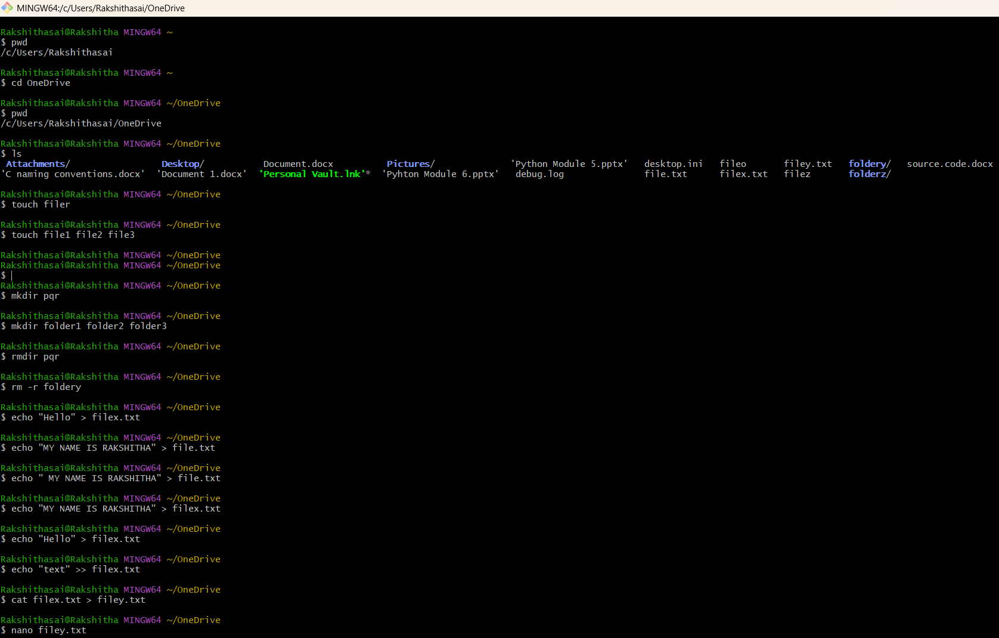 MINGW64:/c/Users/Rakshithasai/OneDrive
Rakshithasai@Rakshitha MINGW64 ~
$ pwd
/c/Users/Rakshithasai
Rakshithasai@Rakshitha MINGW64 ~
$ cd OneDrive
Rakshithasai@Rakshitha MINGW64 ~/OneDrive
$ pwd
/c/Users/Rakshithasai/OneDrive
Rakshithasai@Rakshitha MINGW64 ~/OneDrive
$ ls
Attachments/ Desktop/ Document.docx Pictures/ 'Python Module 5.pptx' desktop.ini fileo filey.txt foldery/ source.code.docx
'C naming conventions.docx' 'Document 1.docx' 'Personal Vault.lnk'* 'Pyhton Module 6.pptx' debug.log file.txt filex.txt filez folderz/
Rakshithasai@Rakshitha MINGW64 ~/OneDrive
$ touch filer
Rakshithasai@Rakshitha MINGW64 ~/OneDrive
$ touch file1 file2 file3
Rakshithasai@Rakshitha MINGW64 ~/OneDrive
Rakshithasai@Rakshitha MINGW64 ~/OneDrive
$
Rakshithasai@Rakshitha MINGW64 ~/OneDrive
$ mkdir pqr
Rakshithasai@Rakshitha MINGW64 ~/OneDrive
$ mkdir folder1 folder2 folder3
Rakshithasai@Rakshitha MINGW64 ~/OneDrive
$ rmdir pqr
Rakshithasai@Rakshitha MINGW64 ~/OneDrive
$ rm -r foldery
Rakshithasai@Rakshitha MINGW64 ~/OneDrive
$ echo "Hello" > filex.txt
Rakshithasai@Rakshitha MINGW64 ~/OneDrive
$ echo "MY NAME IS RAKSHITHA" > file.txt
Rakshithasai@Rakshitha MINGW64 ~/OneDrive
$ echo " MY NAME IS RAKSHITHA" > file.txt
Rakshithasai@Rakshitha MINGW64 ~/OneDrive
$ echo "MY NAME IS RAKSHITHA" > filex.txt
Rakshithasai@Rakshitha MINGW64 ~/OneDrive
$ echo "Hello" > filex.txt
Rakshithasai@Rakshitha MINGW64 ~/OneDrive
$ echo "text" >> filex.txt
Rakshithasai@Rakshitha MINGW64 ~/OneDrive
$ cat filex.txt > filey.txt
Rakshithasai@Rakshitha MINGW64 ~/OneDrive
$ nano filey.txt